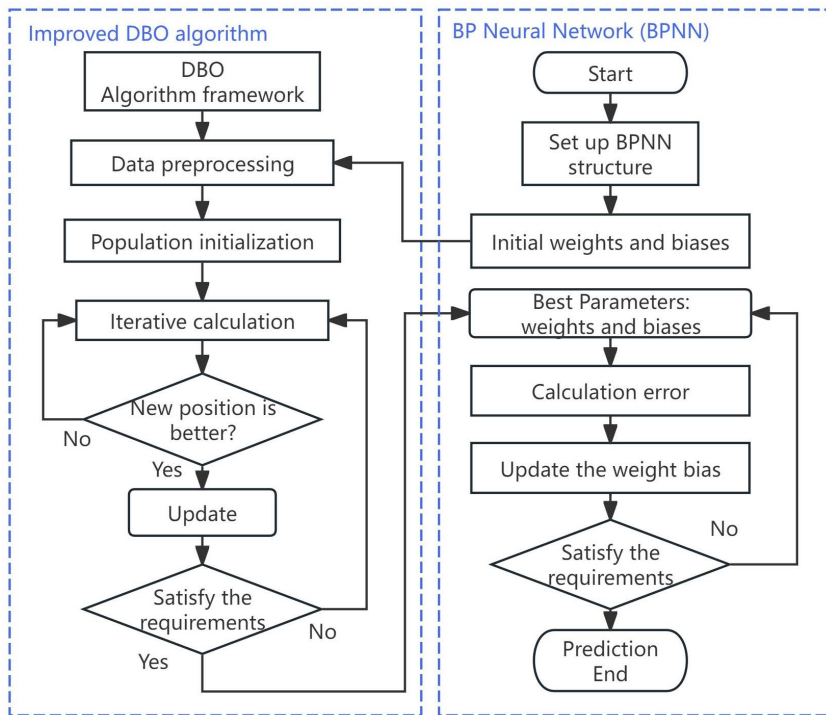 Improved DBO algorithm
DBO
Algorithm framework
Data preprocessing
Population initialization
Iterative calculation
New position is
better?
No
Yes
Update
Satisfy the
requirements
No
Yes
BP Neural Network (BPNN)
Start
Set up BPNN
structure
Initial weights and biases
Best Parameters:
weights and biases
Calculation error
Update the weight bias
No
Satisfy the
requirements
Prediction
End